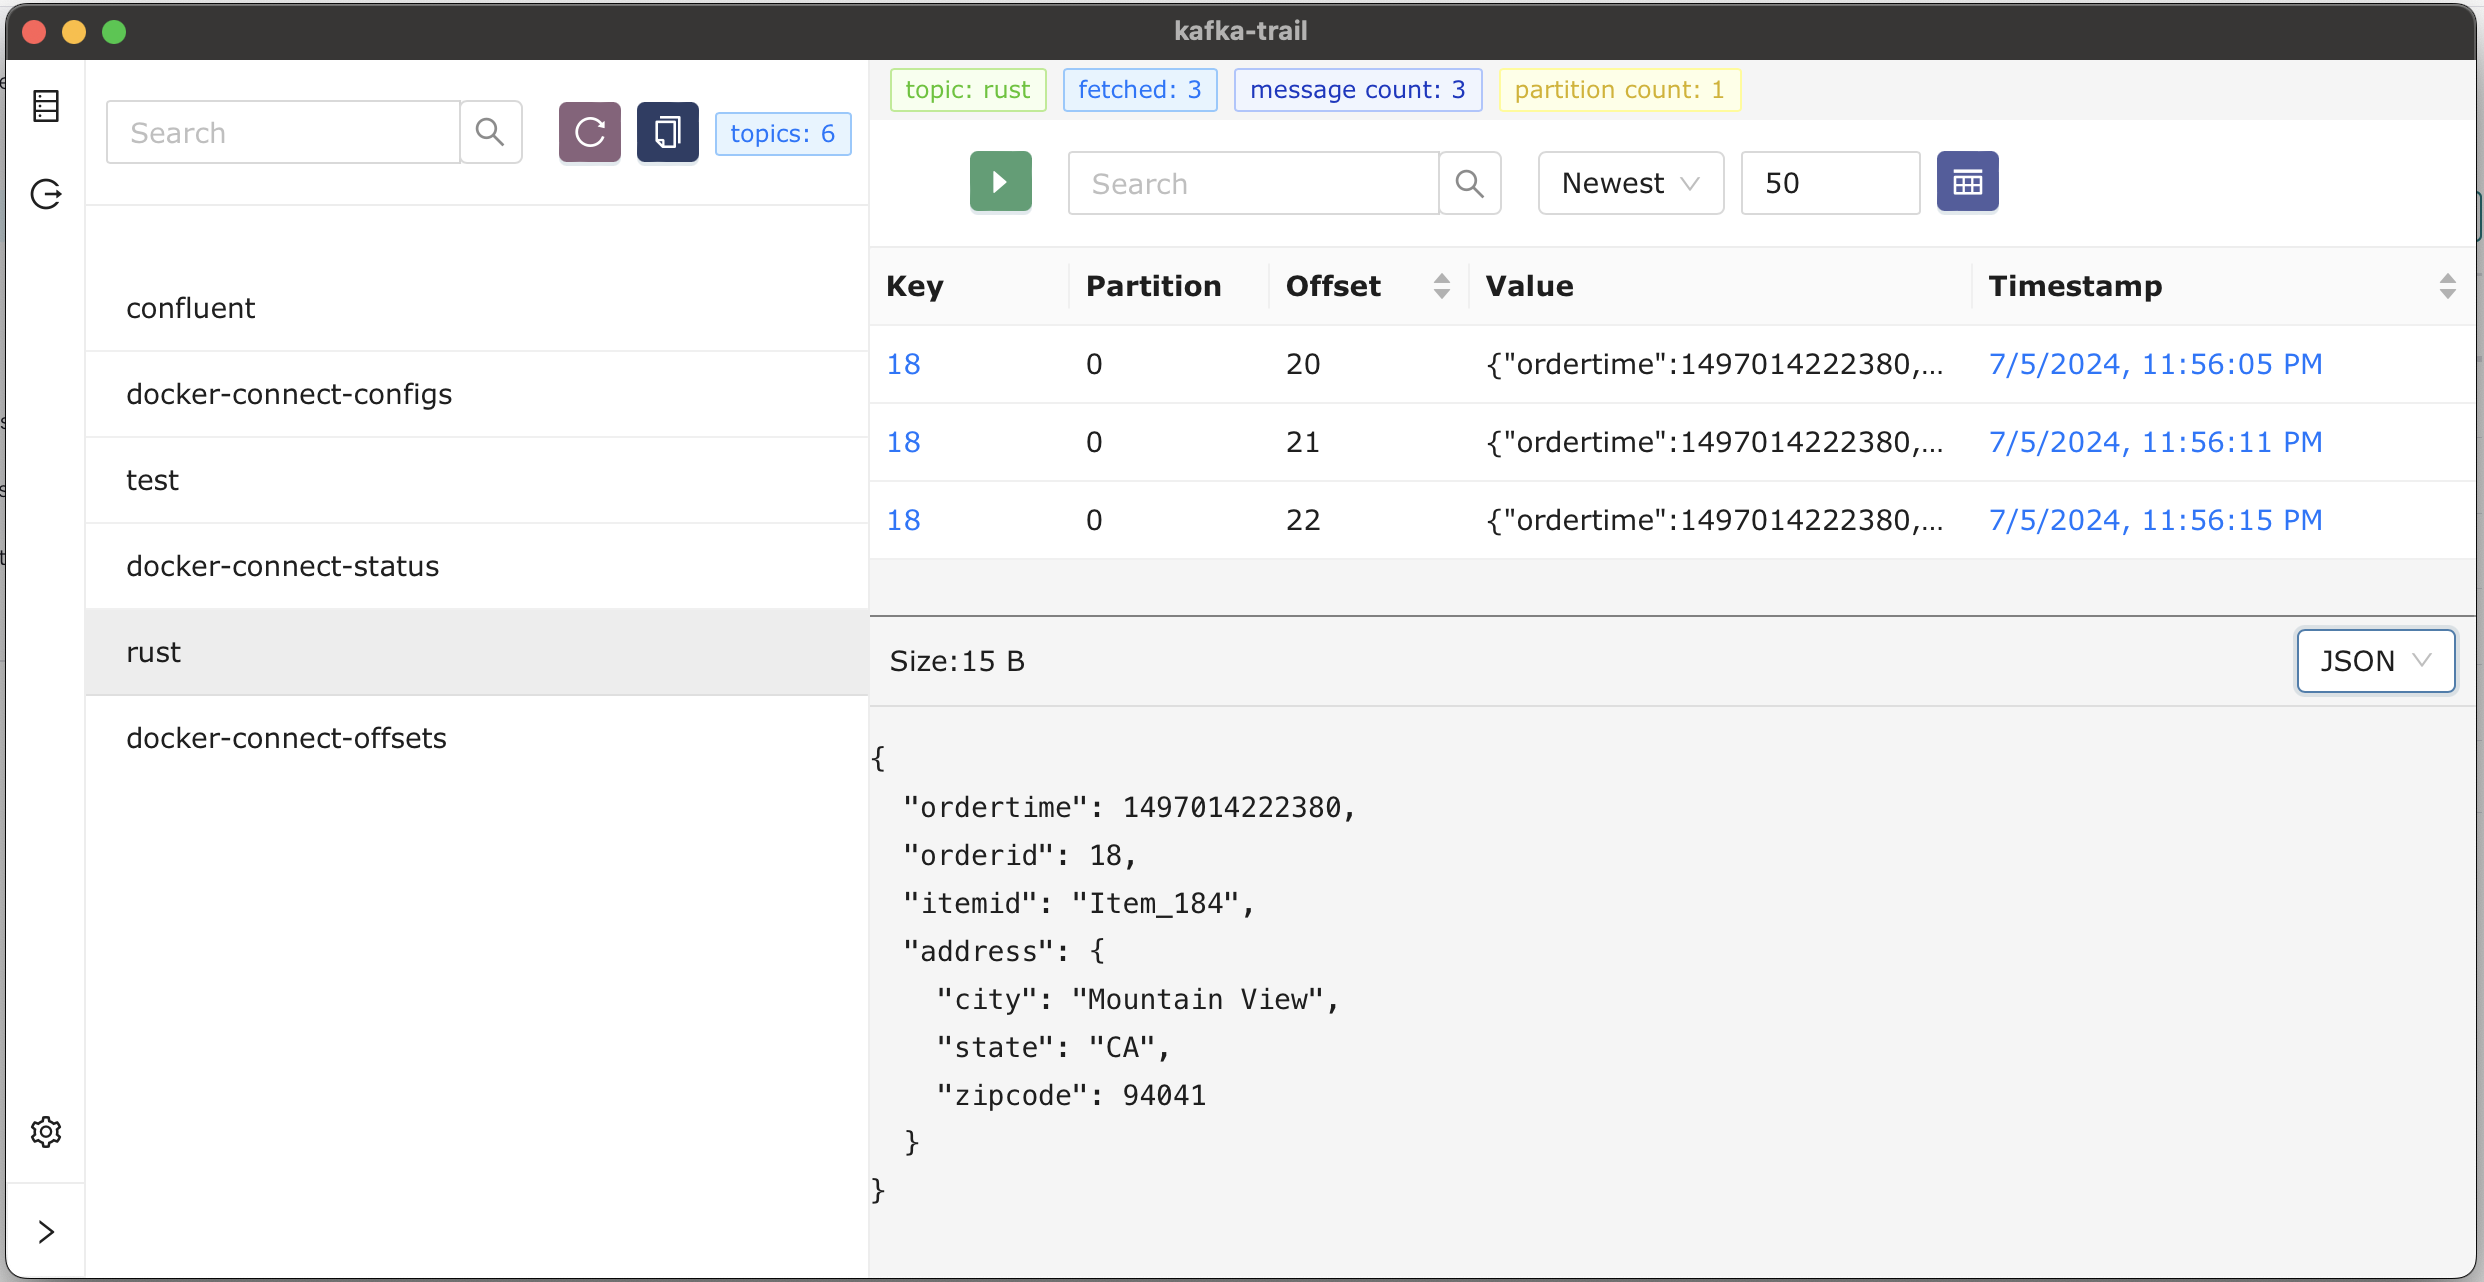 kafka-trail
Search
topics: 6
confluent
docker-connect-configs
test
docker-connect-status
rust
docker-connect-offsets
topic: rust fetched: 3 message count: 3 partition count: 1
Search Newest 50
Key Partition Offset Value Timestamp
18 0 20 {"ordertime":1497014222380,... 7/5/2024, 11:56:05 PM
18 0 21 {"ordertime":1497014222380,... 7/5/2024, 11:56:11 PM
18 0 22 {"ordertime":1497014222380,... 7/5/2024, 11:56:15 PM
Size:15 B JSON
{
  "ordertime": 1497014222380,
  "orderid": 18,
  "itemid": "Item_184",
  "address": {
    "city": "Mountain View",
    "state": "CA",
    "zipcode": 94041
  }
}